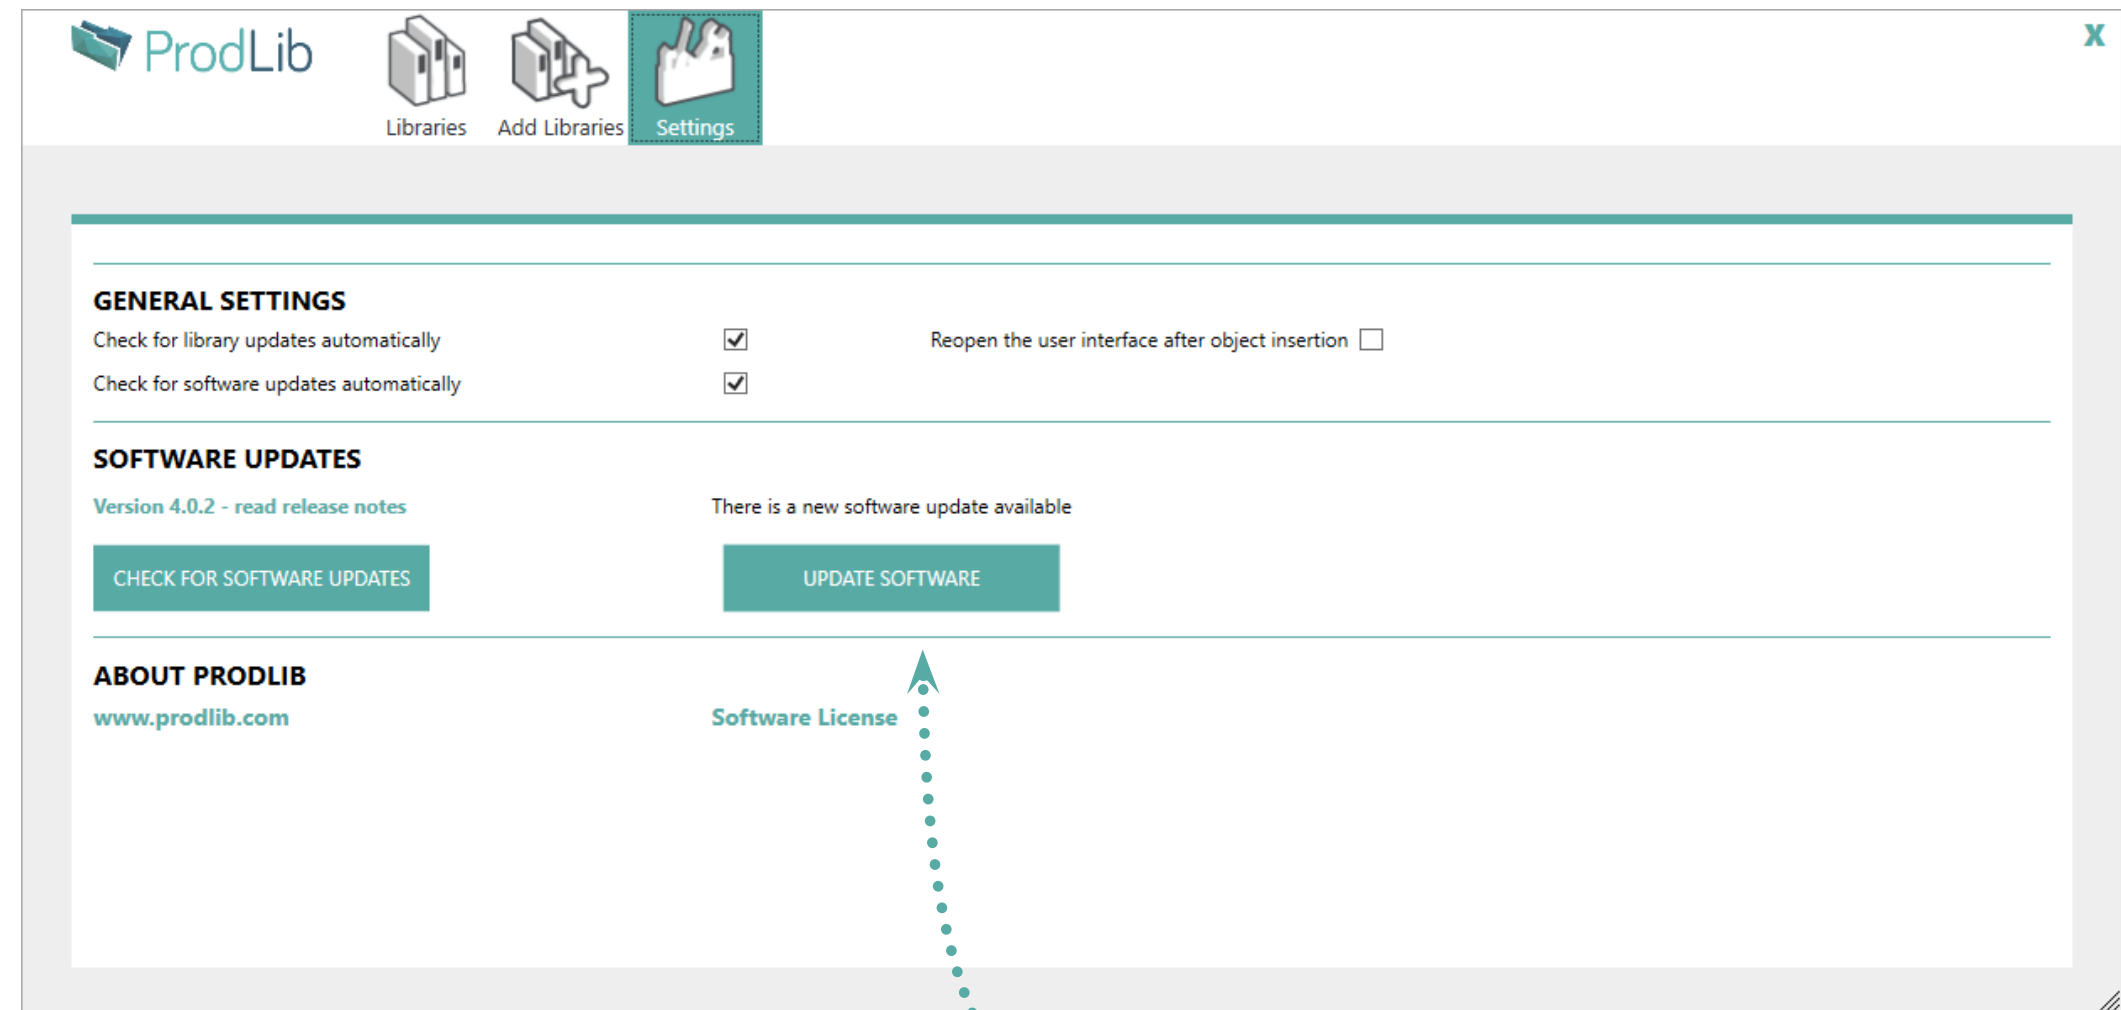 ProdLib
X
Libraries
Add Libraries
Settings
GENERAL SETTINGS
Check for library updates automatically
Reopen the user interface after object insertion
Check for software updates automatically
SOFTWARE UPDATES
Version 4.0.2 - read release notes
There is a new software update available
CHECK FOR SOFTWARE UPDATES
UPDATE SOFTWARE
ABOUT PRODLIB
www.prodlib.com
Software License